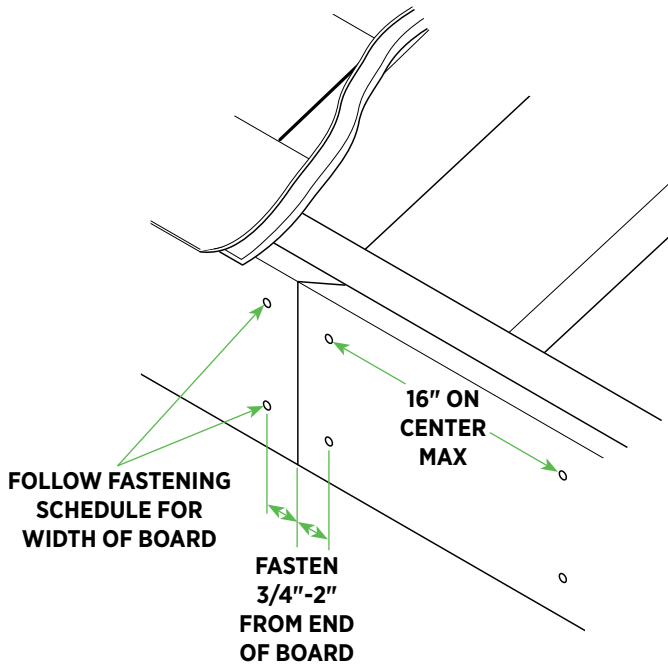 16" ON
CENTER
MAX
FOLLOW FASTENING
SCHEDULE FOR
WIDTH OF BOARD
FASTEN
3/4"-2"
FROM END
OF BOARD